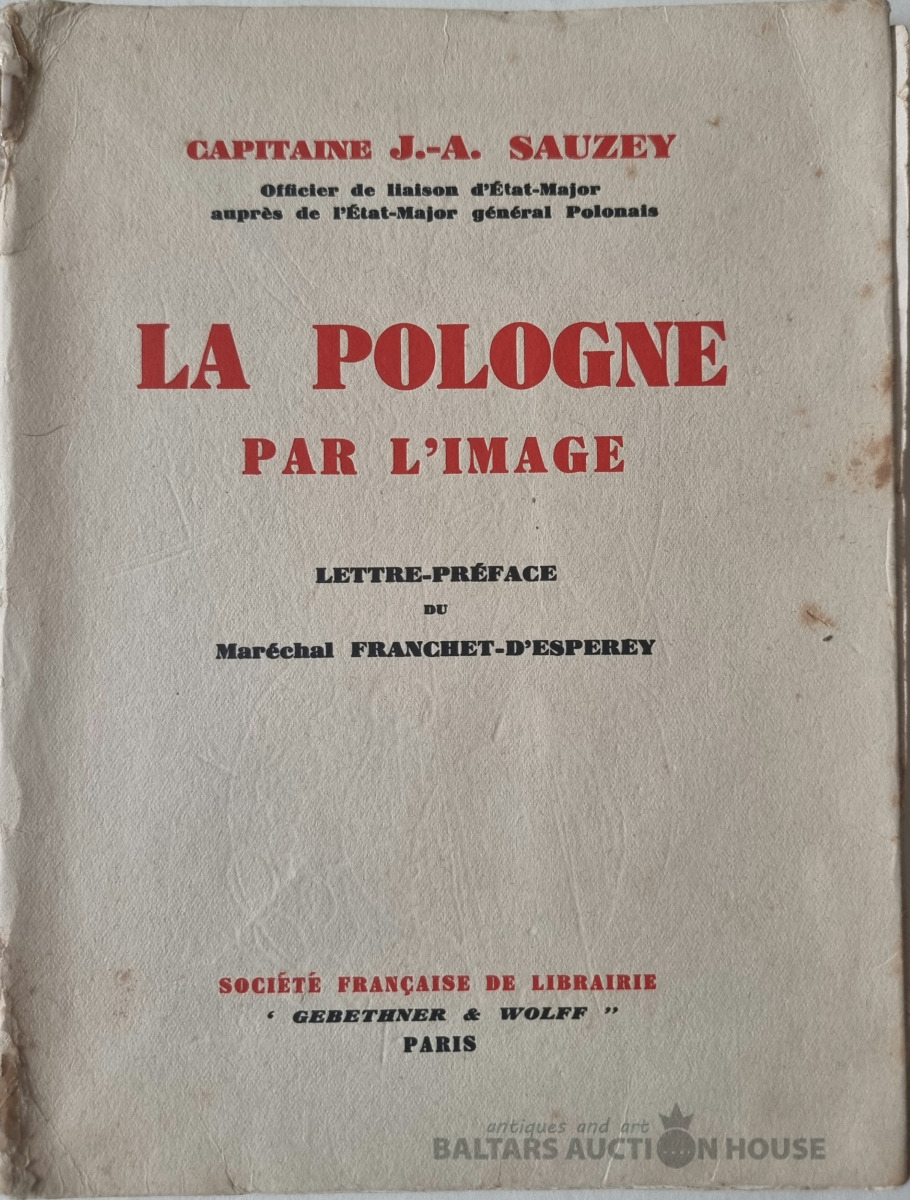 CAPITAINE J.-A. SAUZEY
Officier de liaison d'État-Major
auprès de l'État-Major général Polonais
LA POLOGNE
PAR L'IMAGE
LETTRE-PRÉFACE
DU
Maréchal FRANCHET-D'ESPEREY
SOCIÉTÉ FRANÇAISE DE LIBRAIRIE
‘ GEBETHNER & WOLFF ”
PARIS
antiques and art
BALTARS AUCTION HOUSE